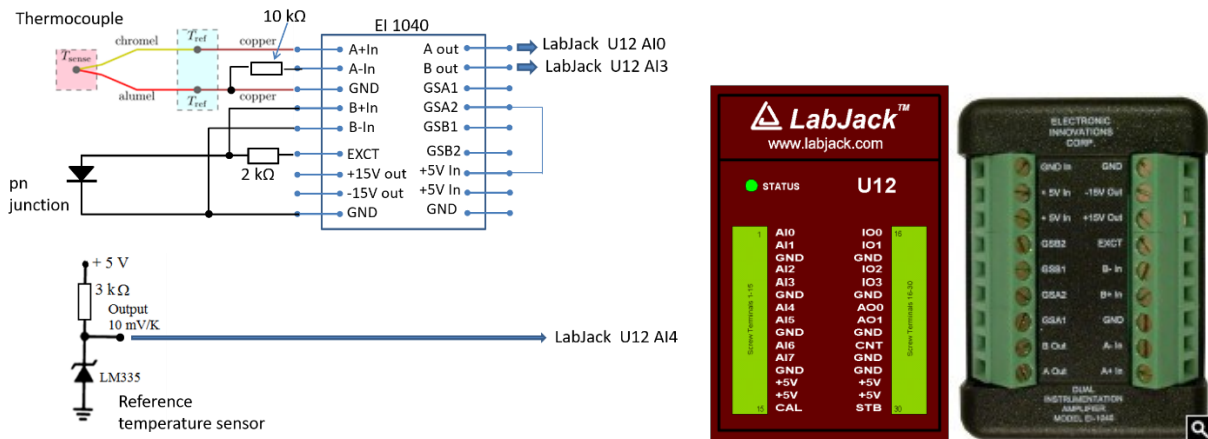 Thermocouple
10 kΩ
EI 1040
chromel
T_ref
copper
T_sense
alumel
T_ref
copper
A+In
A-In
GND
B+In
B-In
EXCT
+15V out
-15V out
GND
A out
B out
GSA1
GSA2
GSB1
GSB2
+5V In
+5V In
GND
LabJack U12 AI0
LabJack U12 AI3
2 kΩ
pn
junction
+ 5 V
3 k Ω
Output
10 mV/K
LabJack U12 AI4
LM335
Reference
temperature sensor
LabJack™
www.labjack.com
STATUS
U12
1 AI0 IO0 16
AI1 IO1
GND GND
AI2 IO2
AI3 IO3
GND GND
AI4 AO0
AI5 AO1
GND GND
AI6 CNT
AI7 GND
GND GND
+5V +5V
+5V +5V
15 CAL STB 30
Screw Terminals 1-15
Screw Terminals 16-30
ELECTRONIC
INNOVATIONS
CORP.
GND In GND
+ 5V In -15V Out
+ 5V In +15V Out
GSB2 EXCT
GSB1 B- In
GSA2 B+ In
GSA1 GND
B Out A- In
A Out A+ In
DUAL
INSTRUMENTATION
AMPLIFIER
MODEL EI-1040